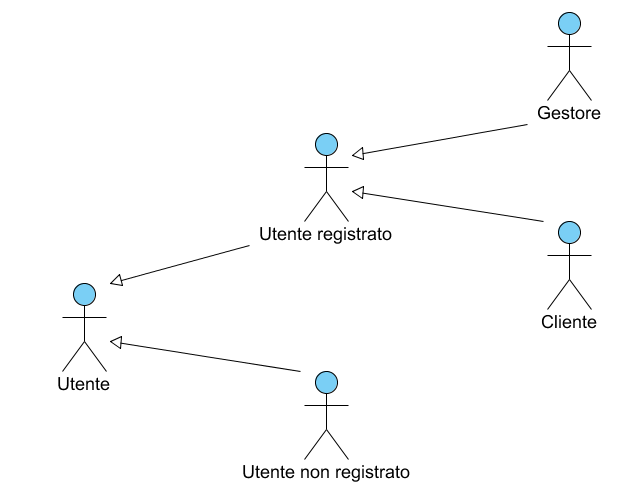 Gestore
Utente registrato
Cliente
Utente
Utente non registrato